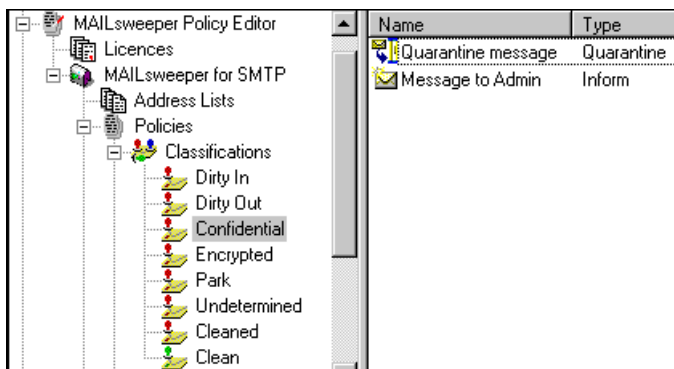 MAILsweeper Policy Editor
Licences
MAILsweeper for SMTP
Address Lists
Policies
Classifications
Dirty In
Dirty Out
Confidential
Encrypted
Park
Undetermined
Cleaned
Clean
Name Type
Quarantine message Quarantine
Message to Admin Inform